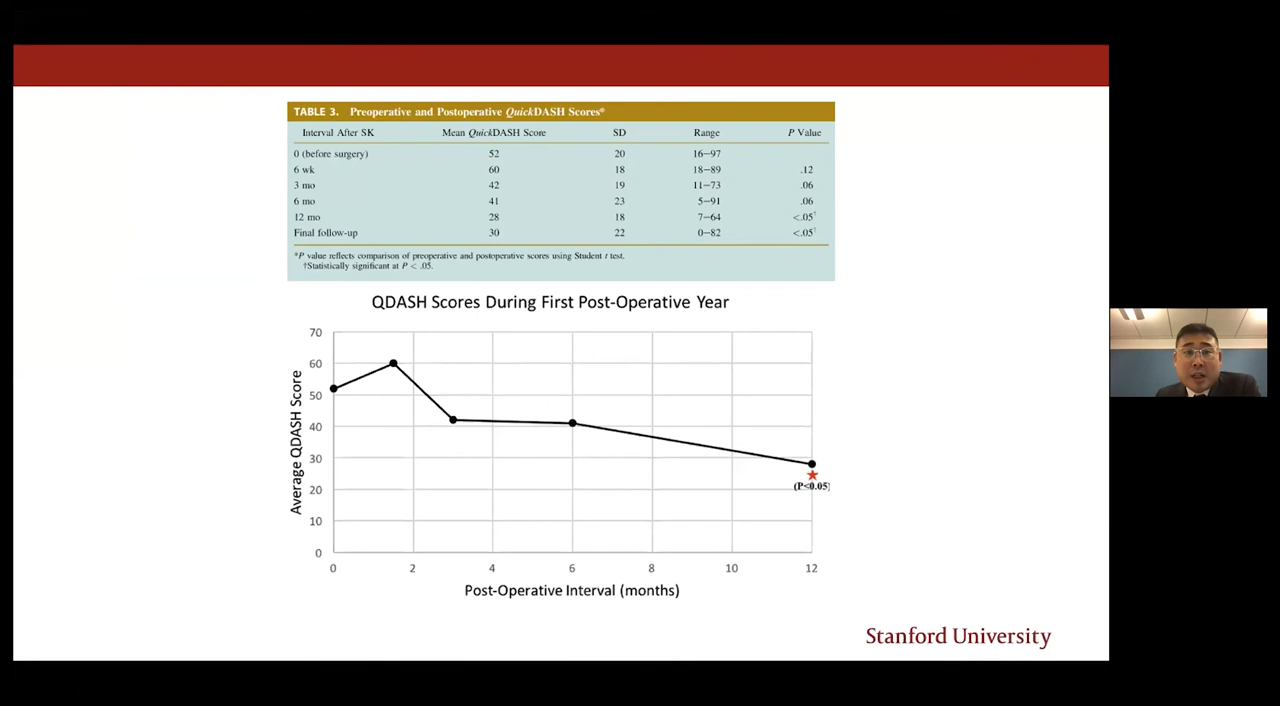 TABLE 3. Preoperative and Postoperative QuickDASH Scores*
Interval After SK Mean QuickDASH Score SD Range P Value
0 (before surgery) 52 20 16–97
6 wk 60 18 18–89 .12
3 mo 42 19 11–73 .06
6 mo 41 23 5–91 .06
12 mo 28 18 7–64 <.05†
Final follow-up 30 22 0–82 <.05†
*P value reflects comparison of preoperative and postoperative scores using Student t test.
†Statistically significant at P < .05.
QDASH Scores During First Post-Operative Year
Average QDASH Score
70
60
50
40
30
20
10
0
(P<0.05)
0 2 4 6 8 10 12
Post-Operative Interval (months)
Stanford University